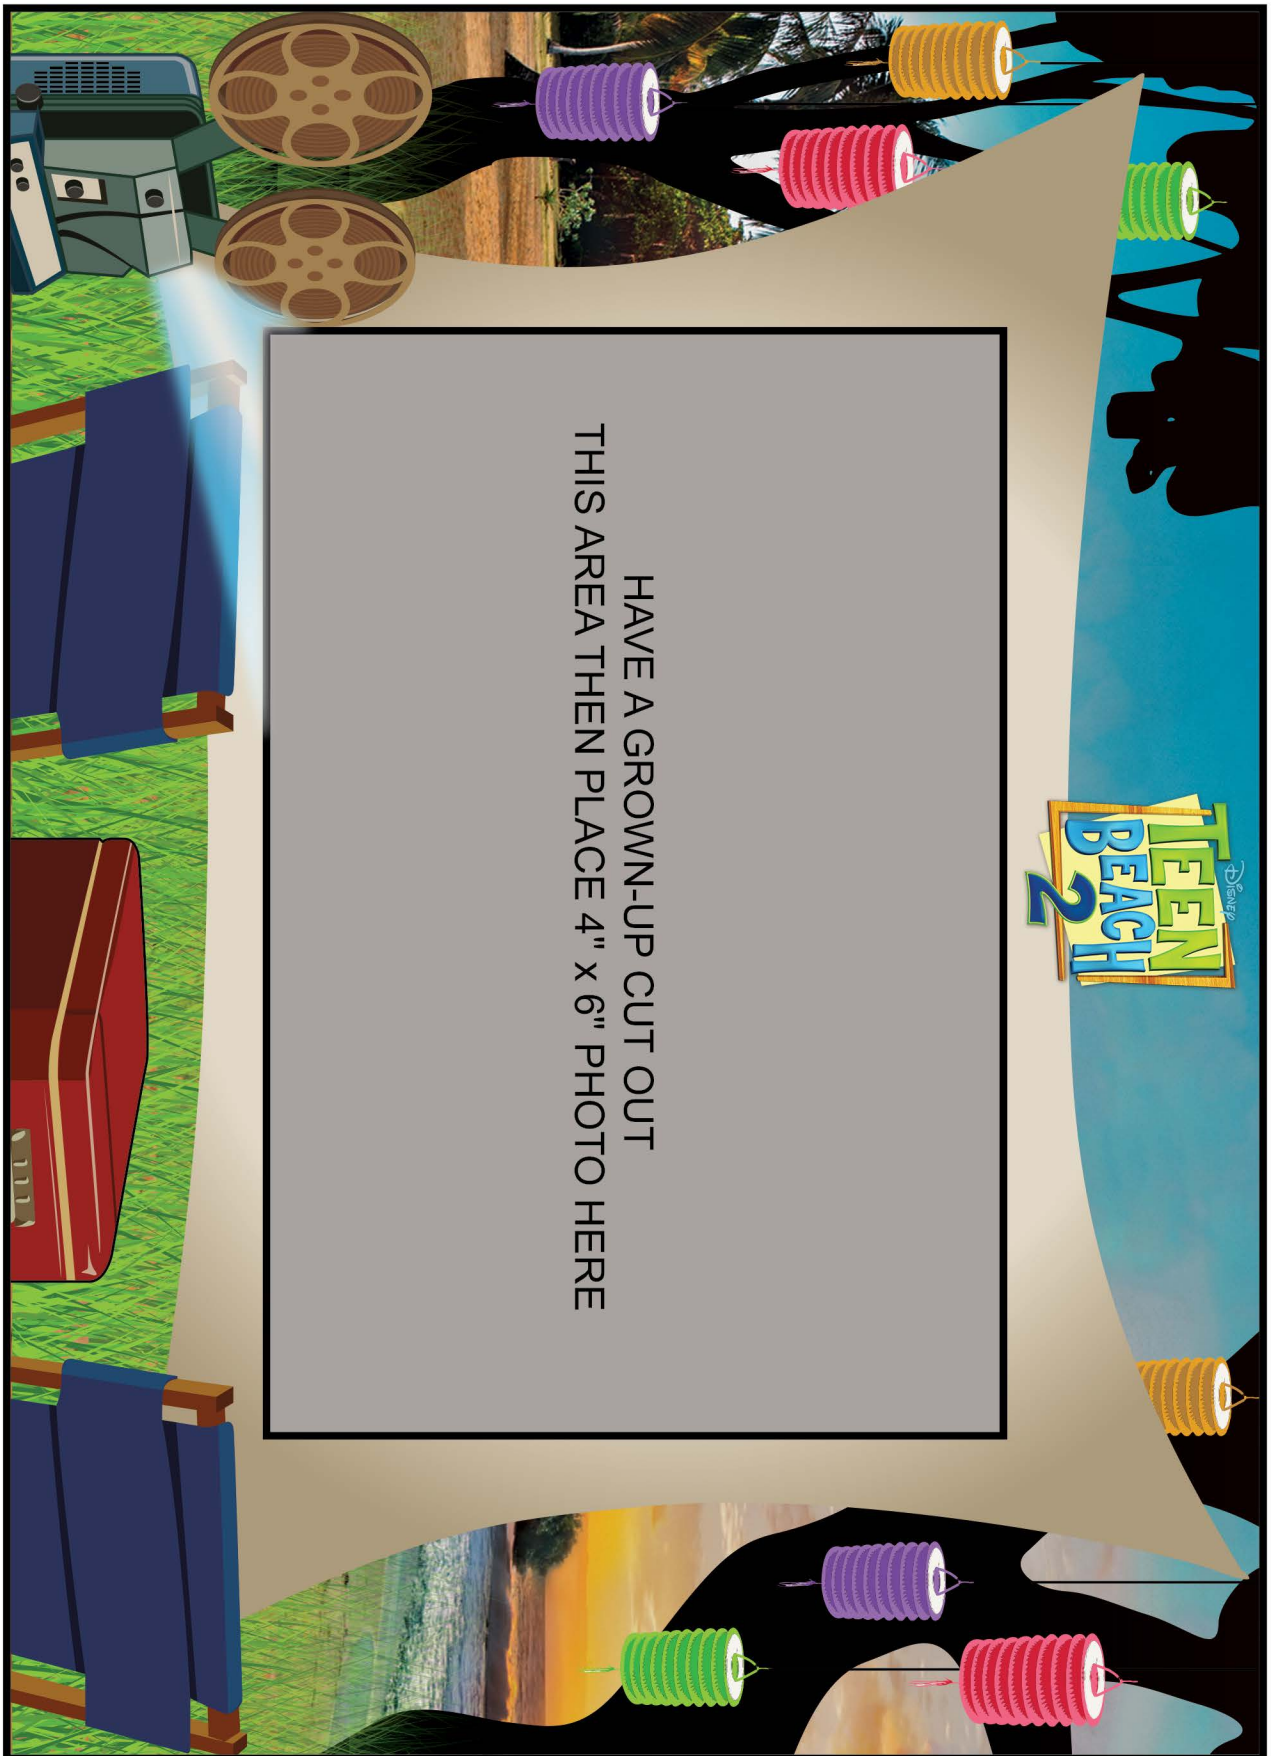 Disney
TEEN
BEACH
2
HAVE A GROWN-UP CUT OUT
THIS AREA THEN PLACE 4" x 6" PHOTO HERE